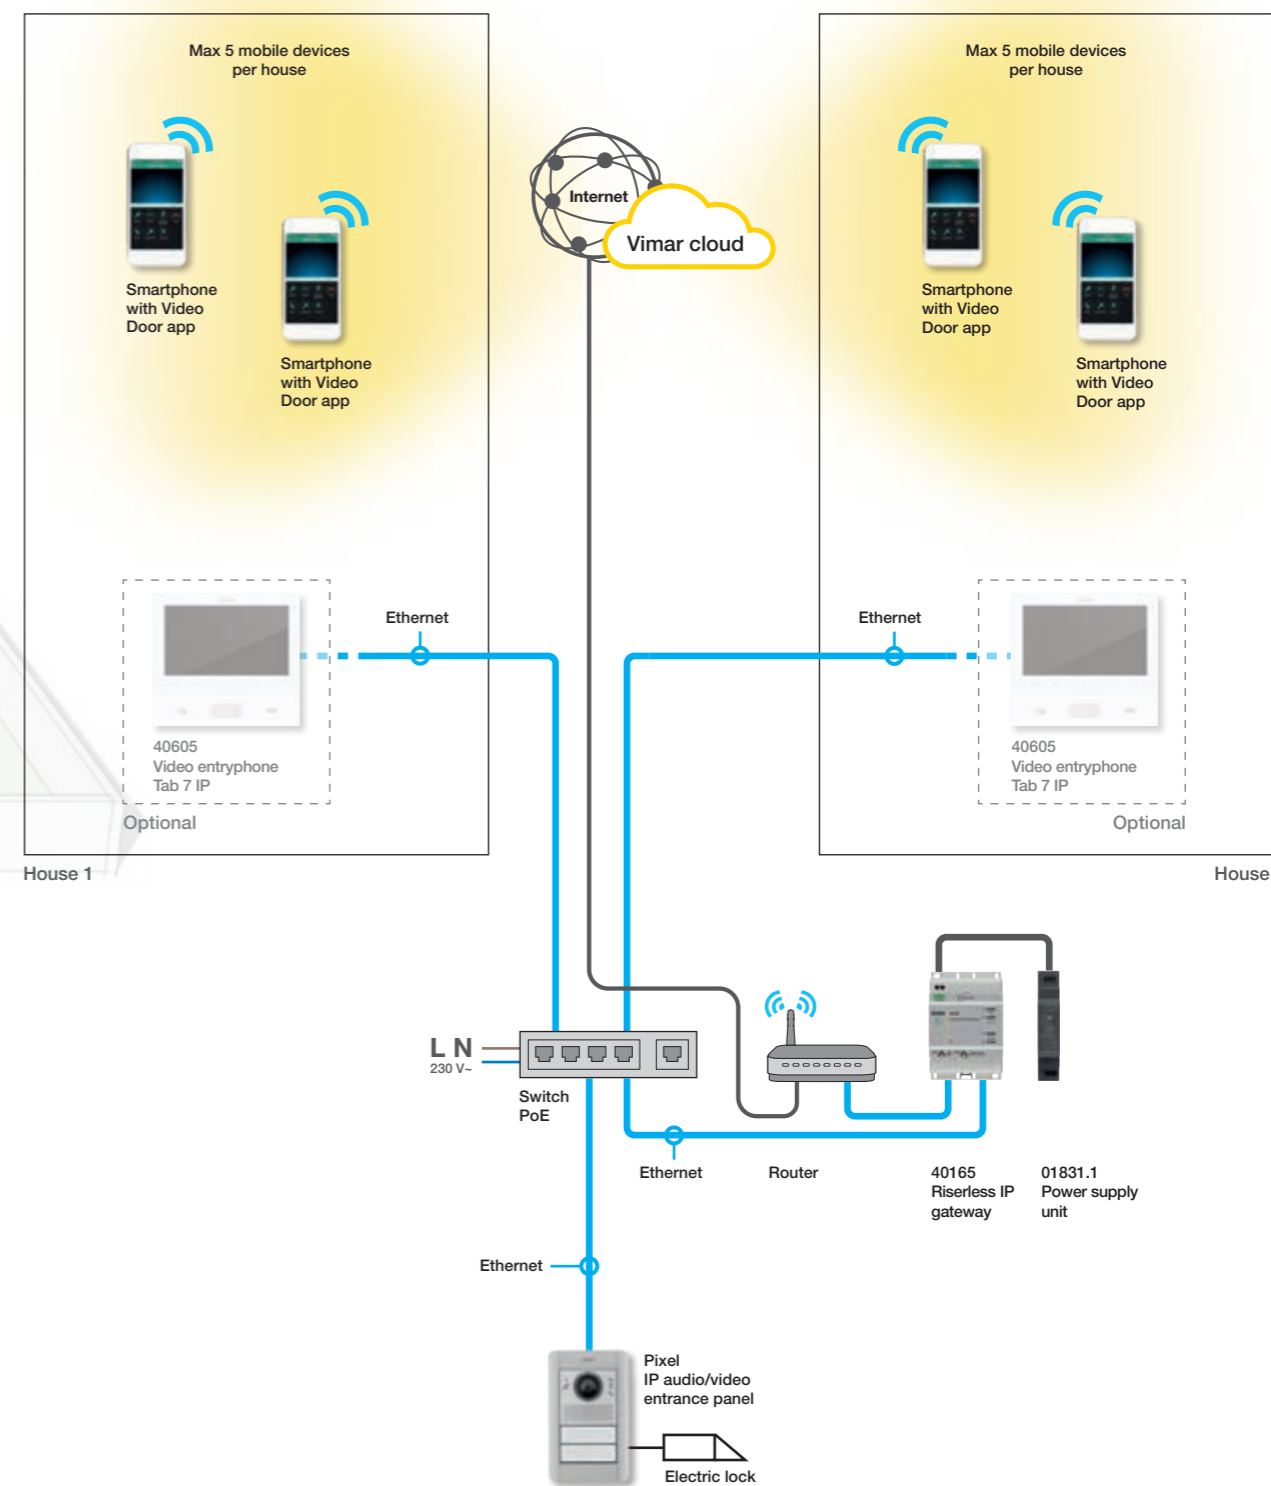 Max 5 mobile devices
per house
Max 5 mobile devices
per house
Internet
Vimar cloud
Smartphone
with Video
Door app
Smartphone
with Video
Door app
Smartphone
with Video
Door app
Smartphone
with Video
Door app
Ethernet
Ethernet
40605
Video entryphone
Tab 7 IP
Optional
40605
Video entryphone
Tab 7 IP
Optional
House 1
House
L N
230 V~
Switch
PoE
Ethernet
Router
40165
Riserless IP
gateway
01831.1
Power supply
unit
Ethernet
Pixel
IP audio/video
entrance panel
Electric lock